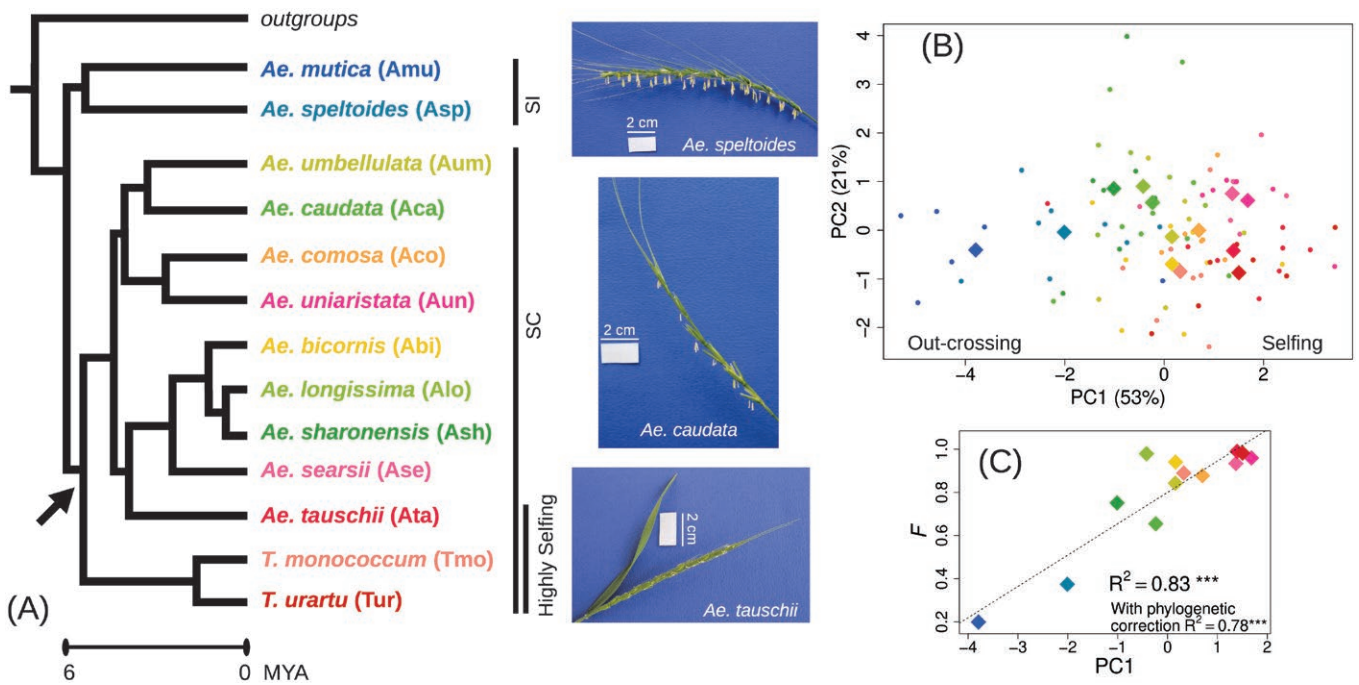 outgroups
Ae. mutica (Amu)
Ae. speltoides (Asp)
Ae. umbellulata (Aum)
Ae. caudata (Aca)
Ae. comosa (Aco)
Ae. uniaristata (Aun)
Ae. bicornis (Abi)
Ae. longissima (Alo)
Ae. sharonensis (Ash)
Ae. searsii (Ase)
Ae. tauschii (Ata)
T. monococcum (Tmo)
T. urartu (Tur)
(A)
6 0 MYA
SI
SC
Highly Selfing
2 cm
Ae. speltoides
2 cm
Ae. caudata
2 cm
Ae. tauschii
(B)
PC2 (21%)
4
3
2
1
0
−1
−2
Out-crossing Selfing
−4 −2 0 2
PC1 (53%)
(C)
F
1.0
0.8
0.6
0.4
0.2
R2 = 0.83 ***
With phylogenetic
correction R2 = 0.78***
−4 −3 −2 −1 0 1 2
PC1